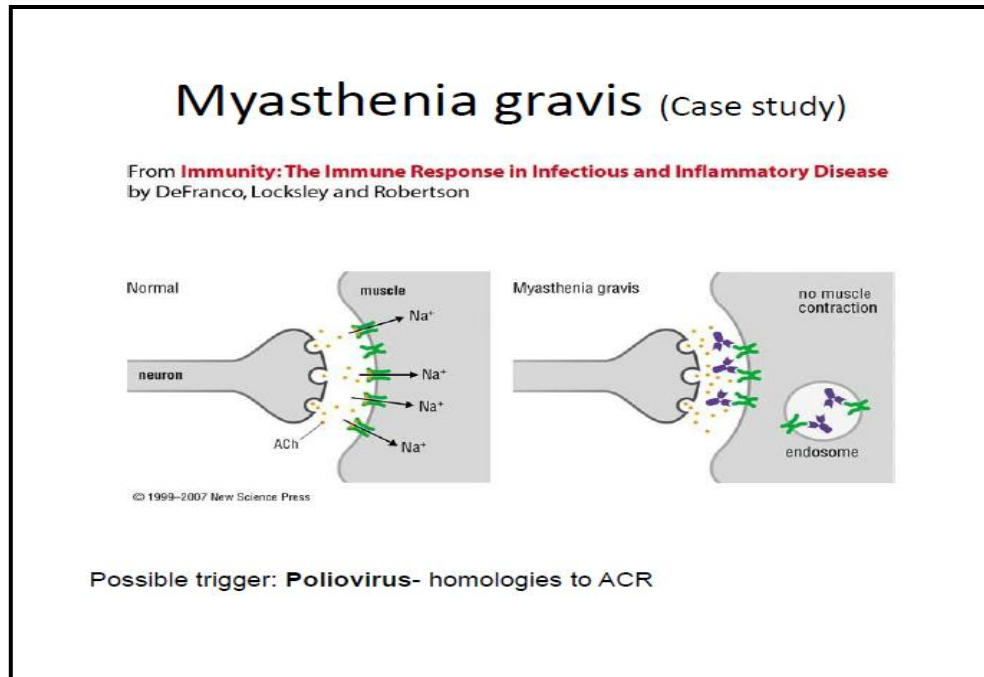 Myasthenia gravis (Case study)
From Immunity: The Immune Response in Infectious and Inflammatory Disease
by DeFranco, Locksley and Robertson
Normal
muscle
Na⁺
Na⁺
Na⁺
Na⁺
neuron
ACh
Myasthenia gravis
no muscle
contraction
endosome
© 1999–2007 New Science Press
Possible trigger: Poliovirus- homologies to ACR